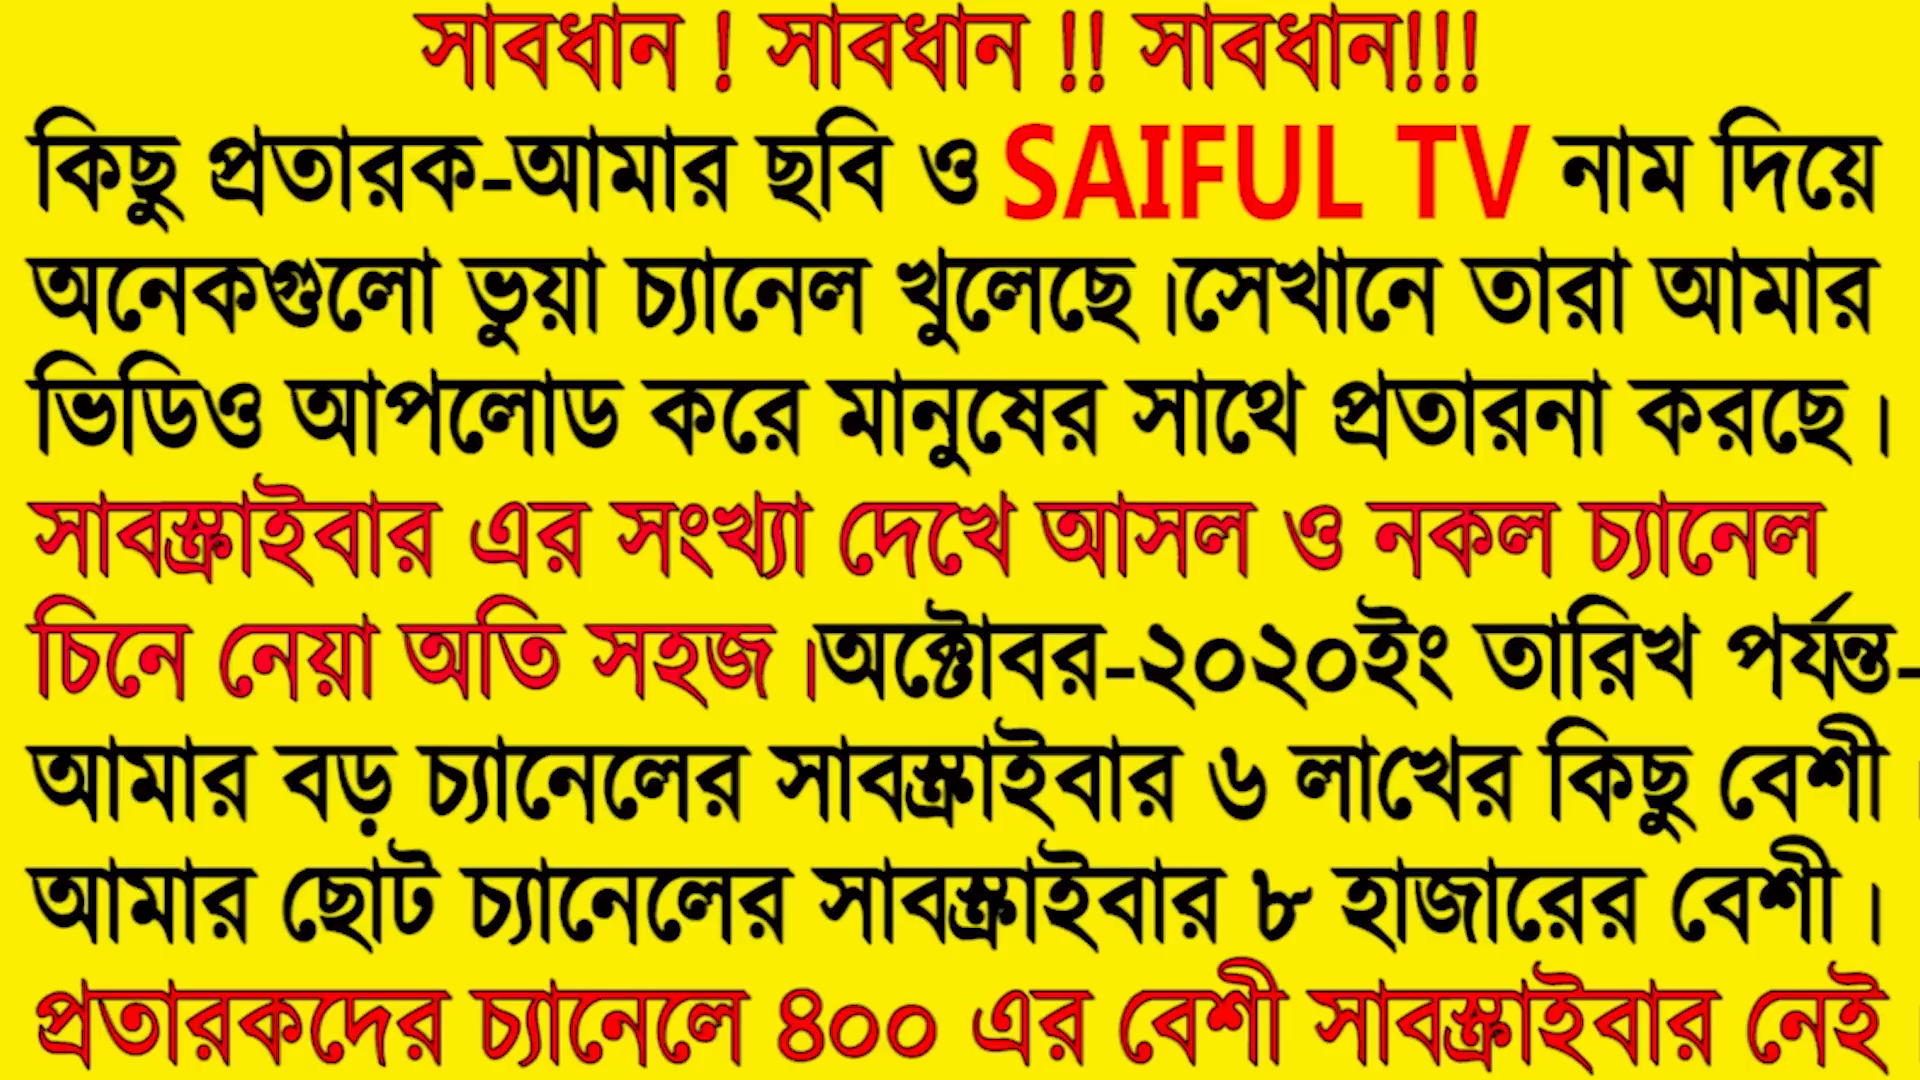 সাবধান ! সাবধান !! সাবধান!!!
কিছু প্রতারক-আমার ছবি ও SAIFUL TV নাম দিয়ে
অনেকগুলো ভুয়া চ্যানেল খুলেছে।সেখানে তারা আমার
ভিডিও আপলোড করে মানুষের সাথে প্রতারনা করছে।
সাবস্ক্রাইবার এর সংখ্যা দেখে আসল ও নকল চ্যানেল
চিনে নেয়া অতি সহজ।অক্টোবর-২০২০ইং তারিখ পর্যন্ত-
আমার বড় চ্যানেলের সাবস্ক্রাইবার ৬ লাখের কিছু বেশী।
আমার ছোট চ্যানেলের সাবস্ক্রাইবার ৮ হাজারের বেশী।
প্রতারকদের চ্যানেলে ৪০০ এর বেশী সাবস্ক্রাইবার নেই